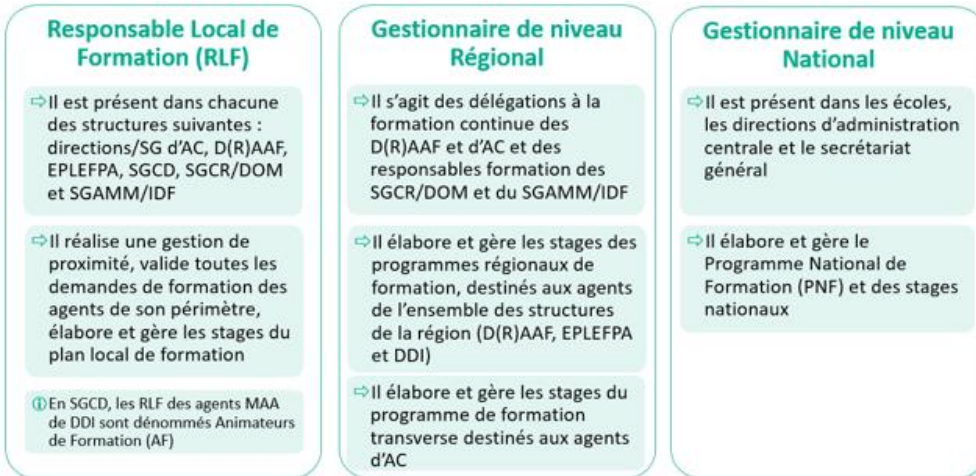 Responsable Local de
Formation (RLF)
⇨Il est présent dans chacune
des structures suivantes :
directions/SG d'AC, D(R)AAF,
EPLEFPA, SGCD, SGCR/DOM
et SGAMM/IDF
⇨Il réalise une gestion de
proximité, valide toutes les
demandes de formation des
agents de son périmètre,
élabore et gère les stages du
plan local de formation
ⓘEn SGCD, les RLF des agents MAA
de DDI sont dénommés Animateurs
de Formation (AF)
Gestionnaire de niveau
Régional
⇨Il s'agit des délégations à la
formation continue des
D(R)AAF et d'AC et des
responsables formation des
SGCR/DOM et du SGAMM/IDF
⇨Il élabore et gère les stages des
programmes régionaux de
formation, destinés aux agents
de l'ensemble des structures
de la région (D(R)AAF, EPLEFPA
et DDI)
⇨Il élabore et gère les stages du
programme de formation
transverse destinés aux agents
d'AC
Gestionnaire de niveau
National
⇨Il est présent dans les écoles,
les directions d'administration
centrale et le secrétariat
général
⇨Il élabore et gère le
Programme National de
Formation (PNF) et des stages
nationaux